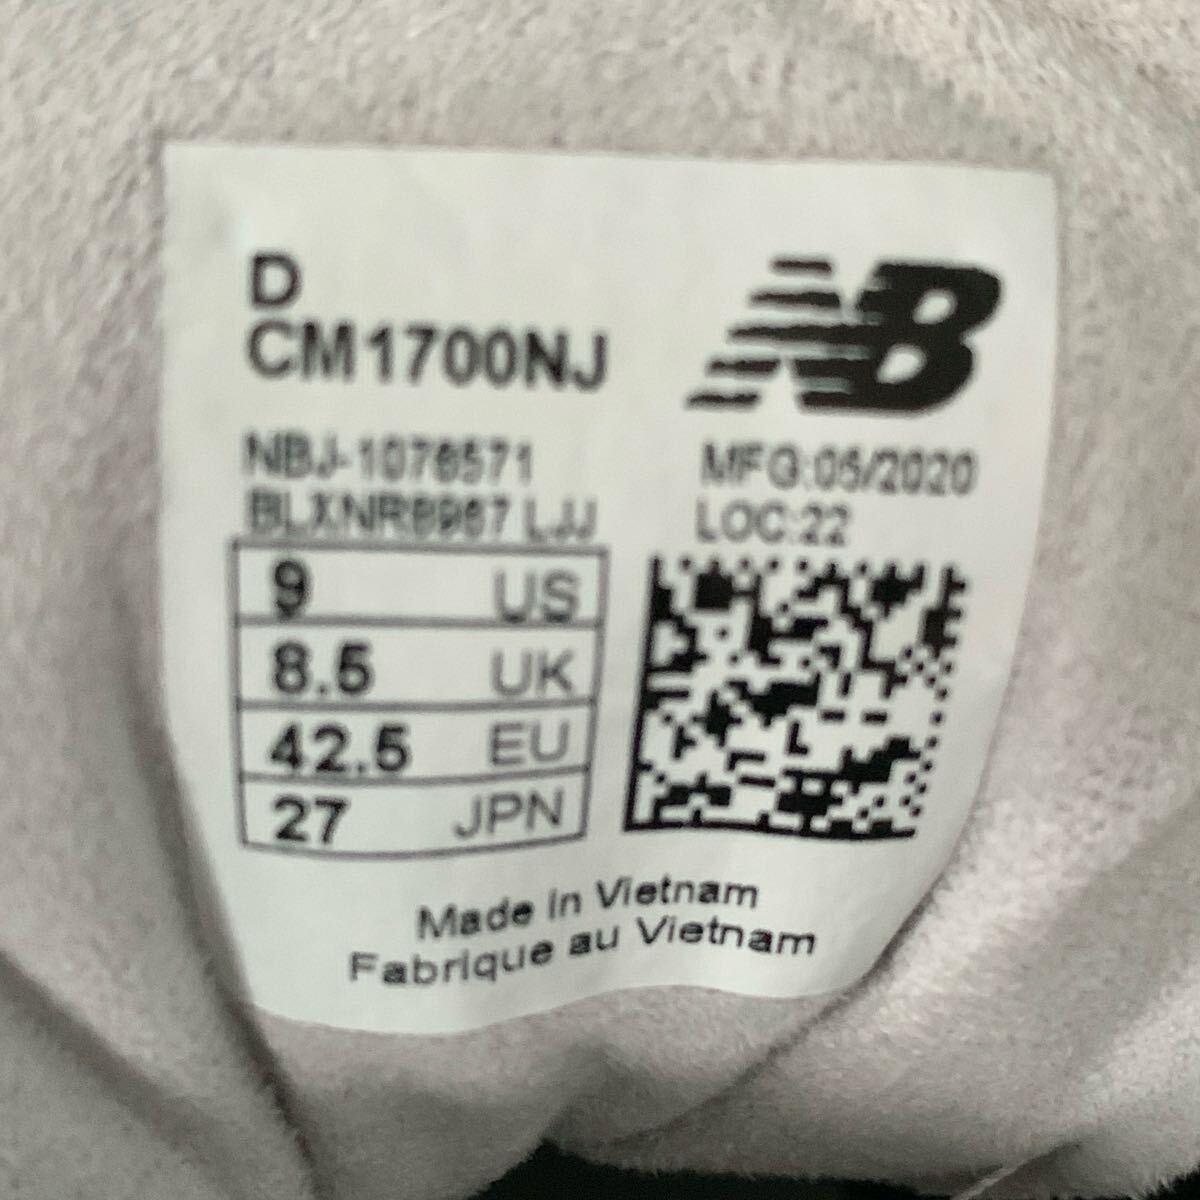 D
CM1700NJ
NB
NBJ-1076571
MFG:05/2020
LOC:22
9 US
8.5 UK
42.5 EU
27 JPN
Made in Vietnam
Fabrique au Vietnam